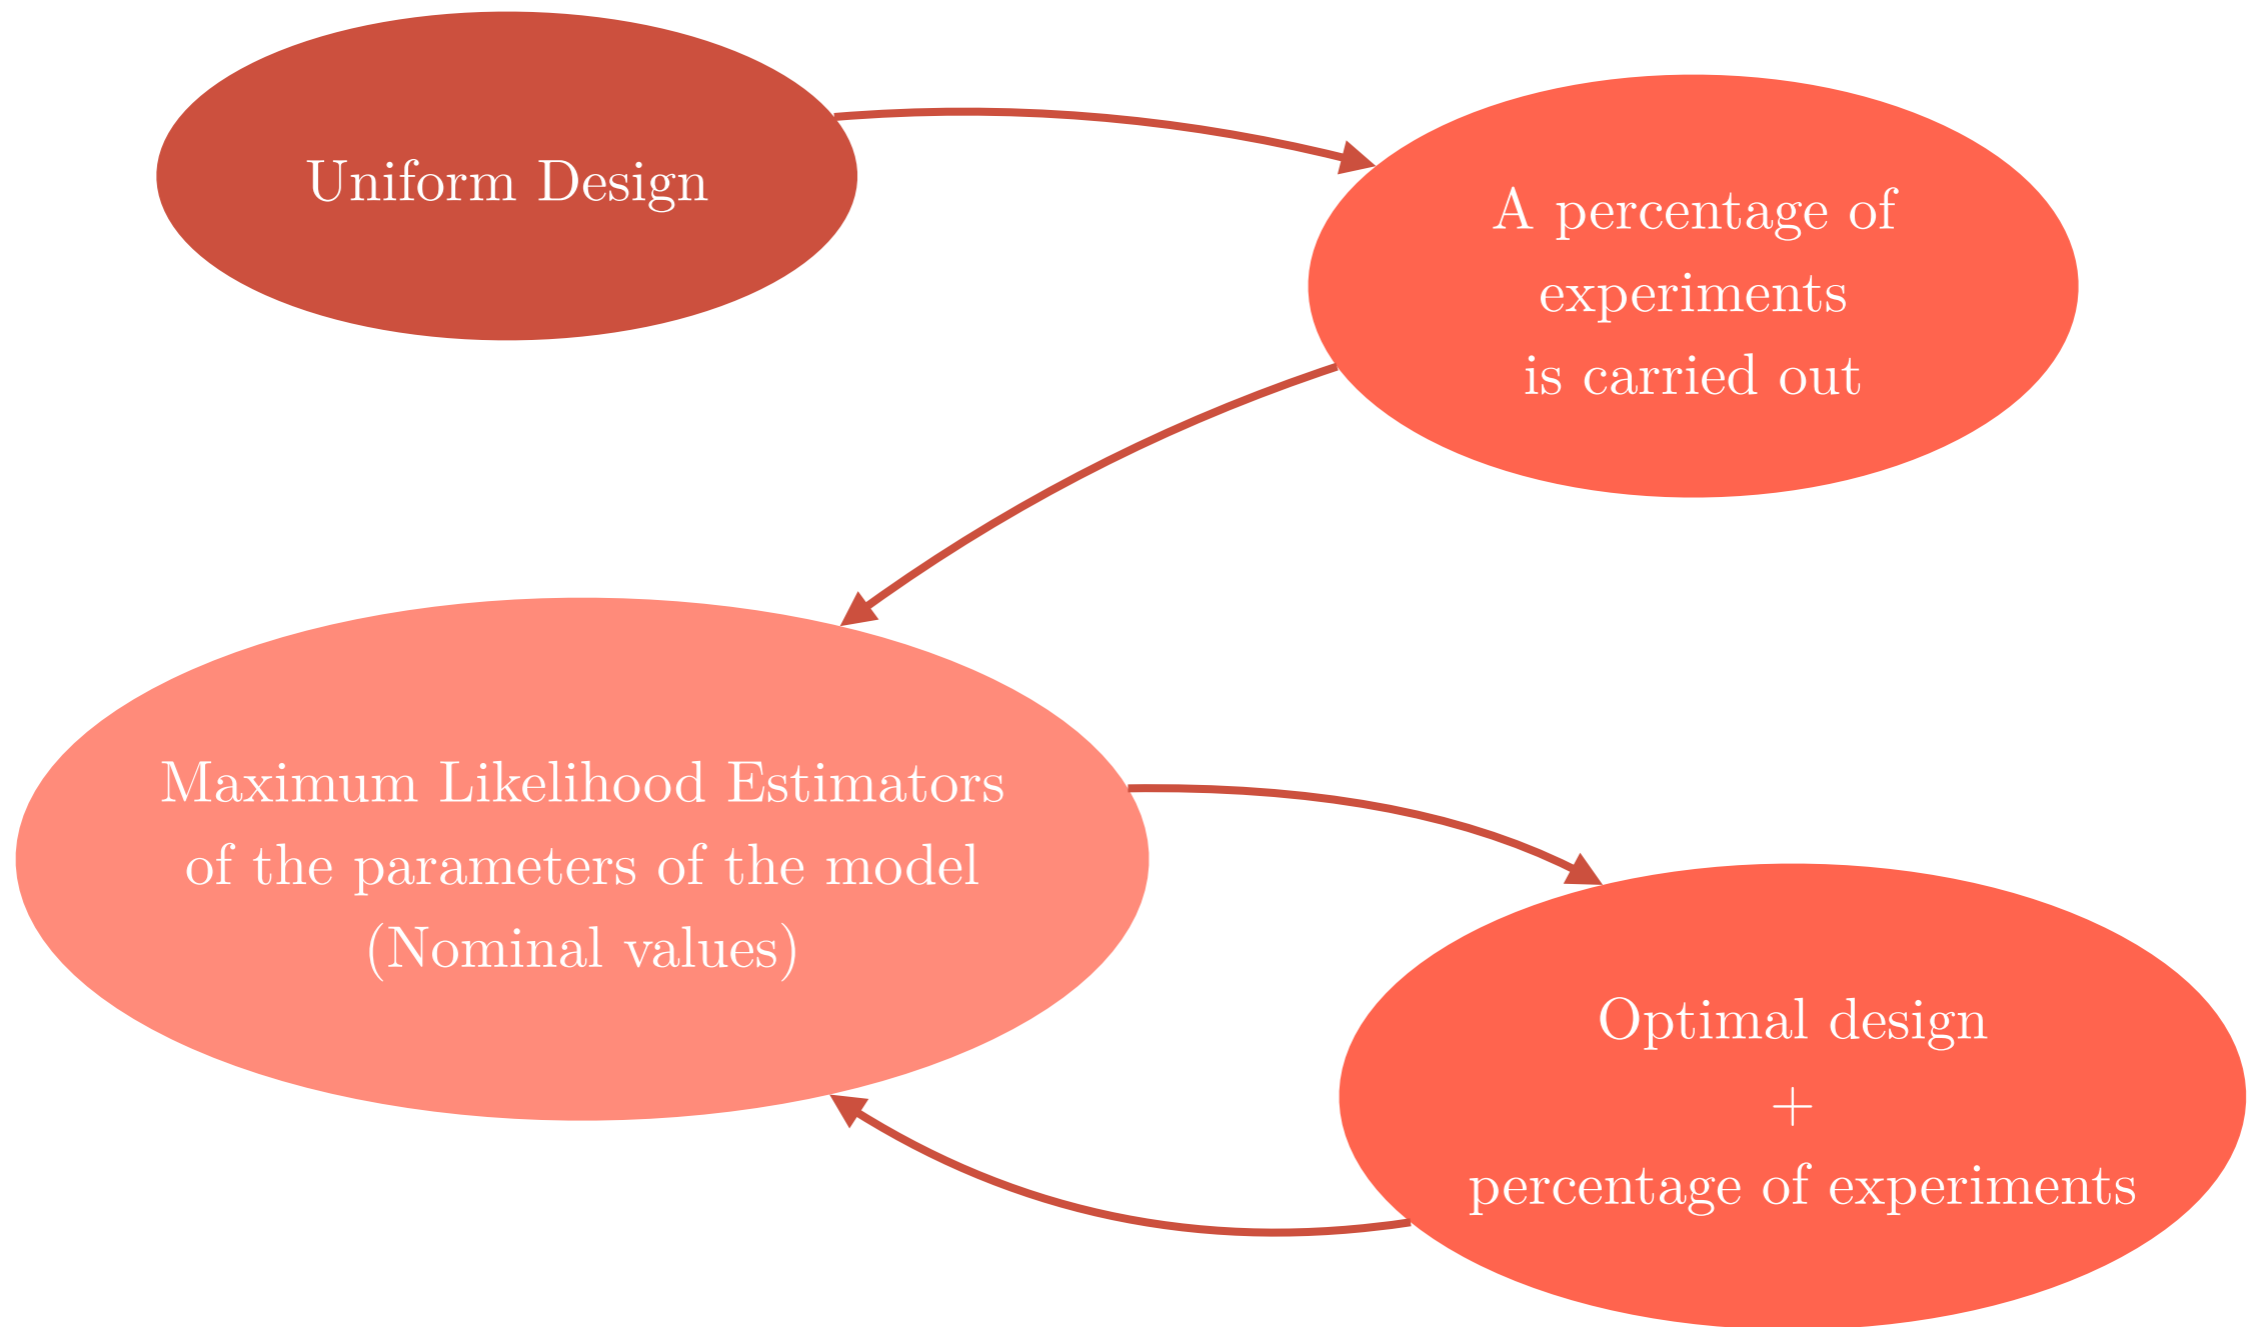 Uniform Design
A percentage of
experiments
is carried out
Maximum Likelihood Estimators
of the parameters of the model
(Nominal values)
Optimal design
+
percentage of experiments